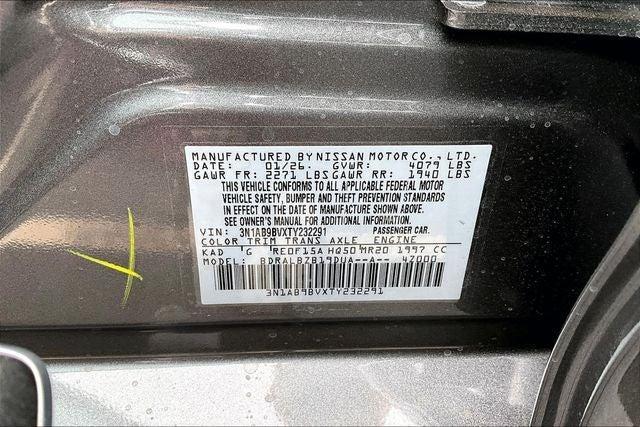 MANUFACTURED BY NISSAN MOTOR CO., LTD.
DATE: 01/26. GVWR: 4079 LBS
GAWR FR: 2271 LBS GAWR RR: 1940 LBS
THIS VEHICLE CONFORMS TO ALL APPLICABLE FEDERAL MOTOR
VEHICLE SAFETY, BUMPER AND THEFT PREVENTION STANDARDS
IN EFFECT ON THE DATE OF MANUFACTURE SHOWN ABOVE.
SEE OWNER'S MANUAL FOR ADDITIONAL INFORMATION.
VIN: 3N1AB9BVXTY232291 PASSENGER CAR.
COLOR TRIM TRANS AXLE ENGINE
KAD G RE0F15A HQ50 MR20 1997 CC
MODEL: BDRALBZB19DUA--A-- 4Z000
3N1AB9BVXTY232291